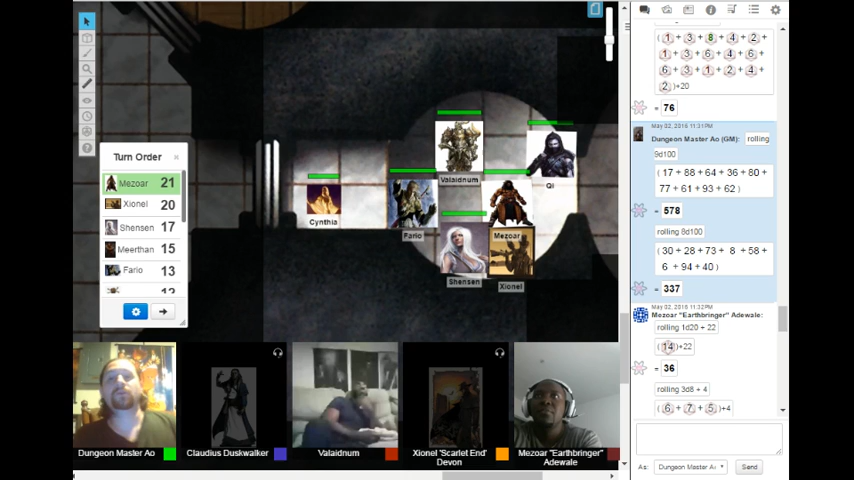 Turn Order ×
Mezoar 21
Xionel 20
Shensen 17
Meerthan 15
Fario 13
12
Valaidnum
Qi
Cynthia
Fario
Mezoar
Shensen
Xionel
Dungeon Master Ao
Claudius Duskwalker
Valaidnum
Xionel 'Scarlet End'
Devon
Mezoar "Earthbringer"
Adewale
(1+3+8+4+2+
1+3+6+4+6+
6+3+1+2+4+
2)+20
= 76
May 02, 2016 11:31PM
Dungeon Master Ao (GM): rolling
9d100
(17+88+64+36+80+
77+61+93+62)
= 578
rolling 8d100
(30+28+73+8+58+
6+94+40)
= 337
May 02, 2016 11:32PM
Mezoar "Earthbringer" Adewale:
rolling 1d20 + 22
(14)+22
= 36
rolling 3d8 + 4
(6+7+5)+4
As: Dungeon Master Ao
Send